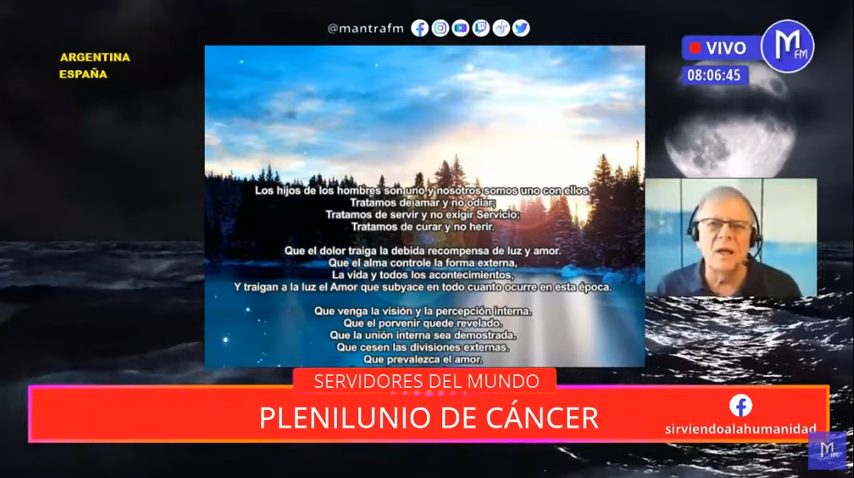 @mantrafm
ARGENTINA
ESPAÑA
VIVO
M FM
08:06:45
Los hijos de los hombres son uno y nosotros somos uno con ellos.
Tratamos de amar y no odiar;
Tratamos de servir y no exigir Servicio;
Tratamos de curar y no herir.
Que el dolor traiga la debida recompensa de luz y amor.
Que el alma controle la forma externa,
La vida y todos los acontecimientos,
Y traigan a la luz el Amor que subyace en todo cuanto ocurre en esta época.
Que venga la visión y la percepción interna.
Que el porvenir quede revelado.
Que la unión interna sea demostrada.
Que cesen las divisiones externas.
Que prevalezca el amor.
SERVIDORES DEL MUNDO
PLENILUNIO DE CÁNCER
sirviendoalahumanidad
M FM